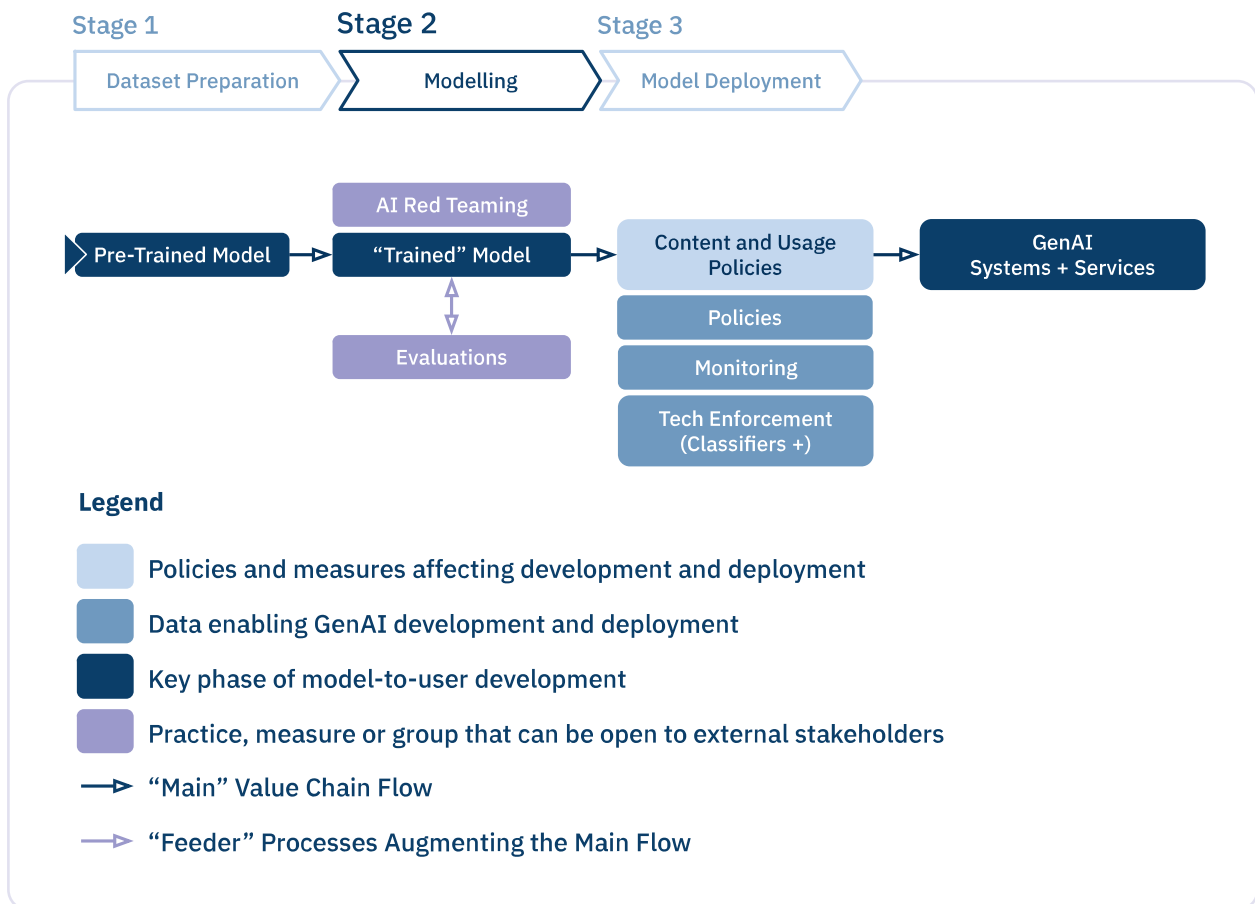 Stage 1
Stage 2
Stage 3
Dataset Preparation
Modelling
Model Deployment
AI Red Teaming
Pre-Trained Model
“Trained” Model
Content and Usage
Policies
GenAI
Systems + Services
Policies
Evaluations
Monitoring
Tech Enforcement
(Classifiers +)
Legend
Policies and measures affecting development and deployment
Data enabling GenAI development and deployment
Key phase of model-to-user development
Practice, measure or group that can be open to external stakeholders
“Main” Value Chain Flow
“Feeder” Processes Augmenting the Main Flow